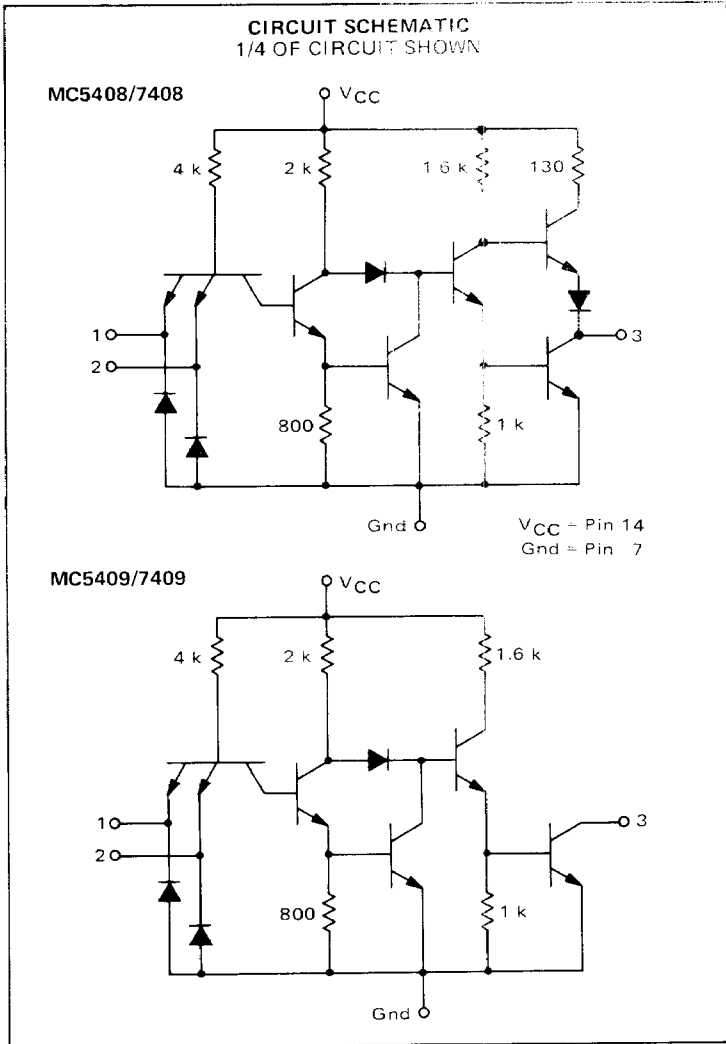 CIRCUIT SCHEMATIC
1/4 OF CIRCUIT SHOWN
MC5408/7408
VCC
4 k
2 k
1 6 k
130
1
2
3
800
1 k
Gnd
VCC = Pin 14
Gnd = Pin 7
MC5409/7409
VCC
4 k
2 k
1.6 k
1
2
3
800
1 k
Gnd